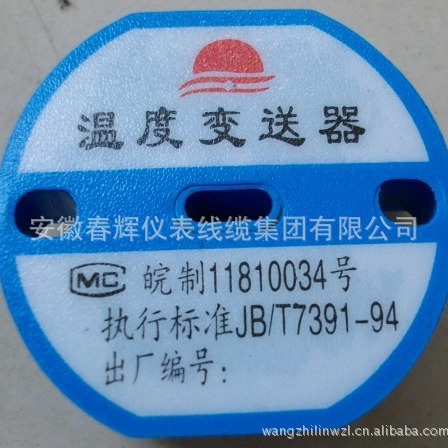 温度变送器
安徽春辉仪表线缆集团有限公司
MC 皖制11810034号
执行标准JB/T7391-94
出厂编号:
wangzhilinwzl.cn.alibaba.com